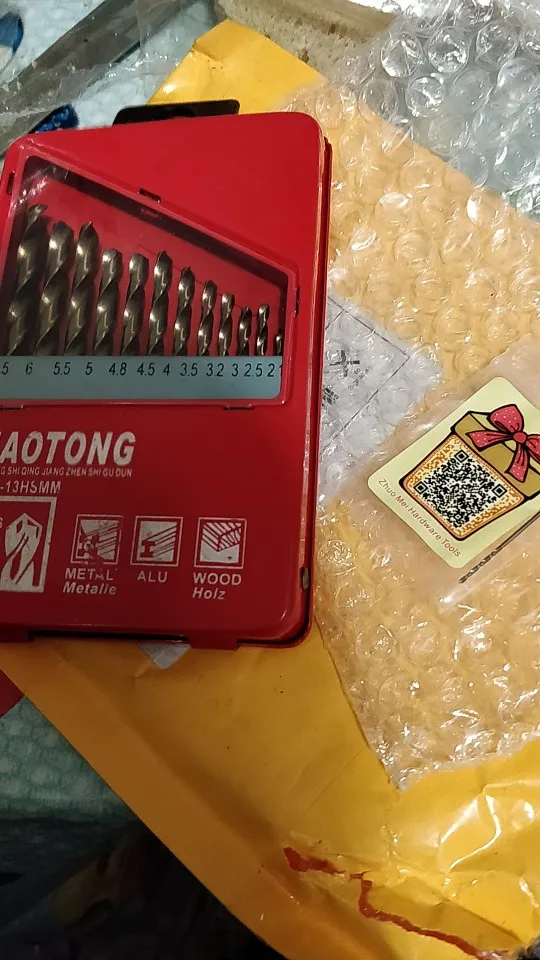 .5 6 5.5 5 4.8 4.5 4 3.5 3.2 3 2.5 2
AOTONG
G SHI QING JIANG ZHEN SHI GU DUN
-13HSMM
METAL ALU WOOD
Metalle Holz
Zhuo Mei Hardware Tools